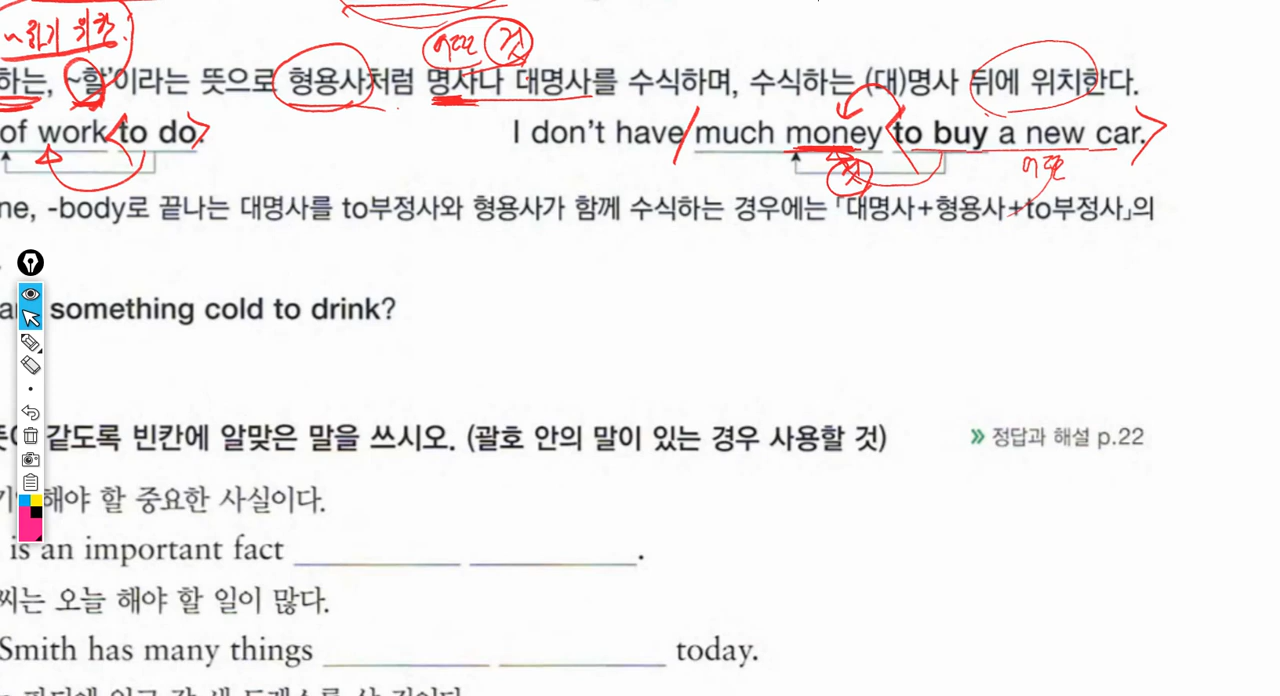 ~하기 위한
어떤 것
하는, ~할'이라는 뜻으로 형용사처럼 명사나 대명사를 수식하며, 수식하는 (대)명사 뒤에 위치한다.
of work to do. I don't have much money to buy a new car.
것 어떤
ne, -body로 끝나는 대명사를 to부정사와 형용사가 함께 수식하는 경우에는 「대명사+형용사+to부정사」의
something cold to drink?
같도록 빈칸에 알맞은 말을 쓰시오. (괄호 안의 말이 있는 경우 사용할 것) » 정답과 해설 p.22
해야 할 중요한 사실이다.
is an important fact
씨는 오늘 해야 할 일이 많다.
Smith has many things today.